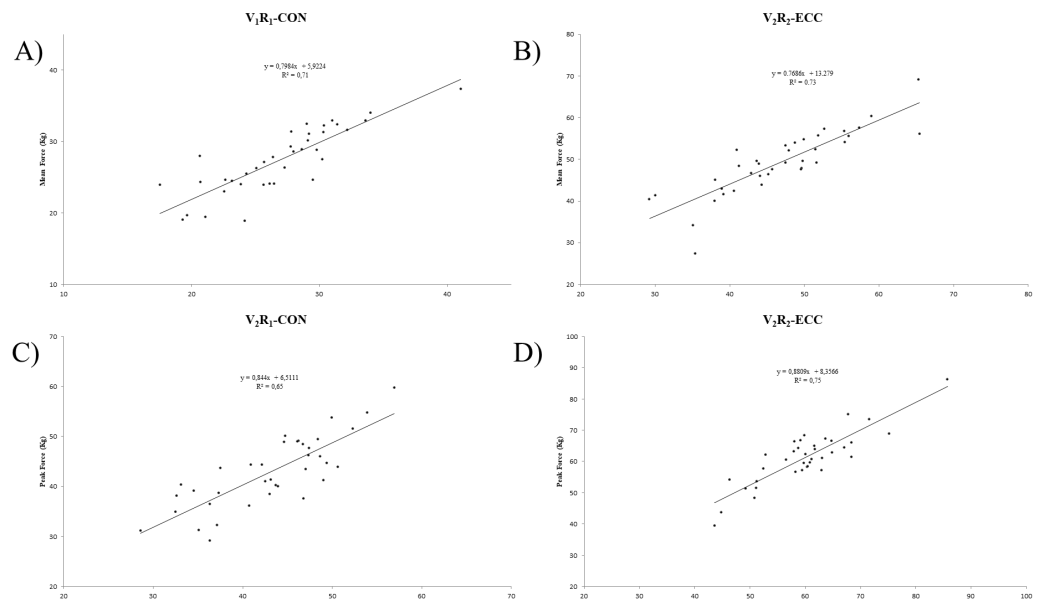 V₁R₁-CON
A)
Mean Force (Kg)
y = 0,7984x + 5,9224
R² = 0,71
40
30
20
10
10
20
30
40
V₂R₂-ECC
B)
Mean Force (Kg)
y = 0.7686x + 13.279
R² = 0.73
80
70
60
50
40
30
20
20
30
40
50
60
70
80
V₂R₁-CON
C)
Peak Force (Kg)
y = 0,844x + 6,5111
R² = 0,65
70
60
50
40
30
20
20
30
40
50
60
70
V₂R₂-ECC
D)
Peak Force (Kg)
y = 0,8809x + 8,3566
R² = 0,75
100
90
80
70
60
50
40
30
20
20
30
40
50
60
70
80
90
100